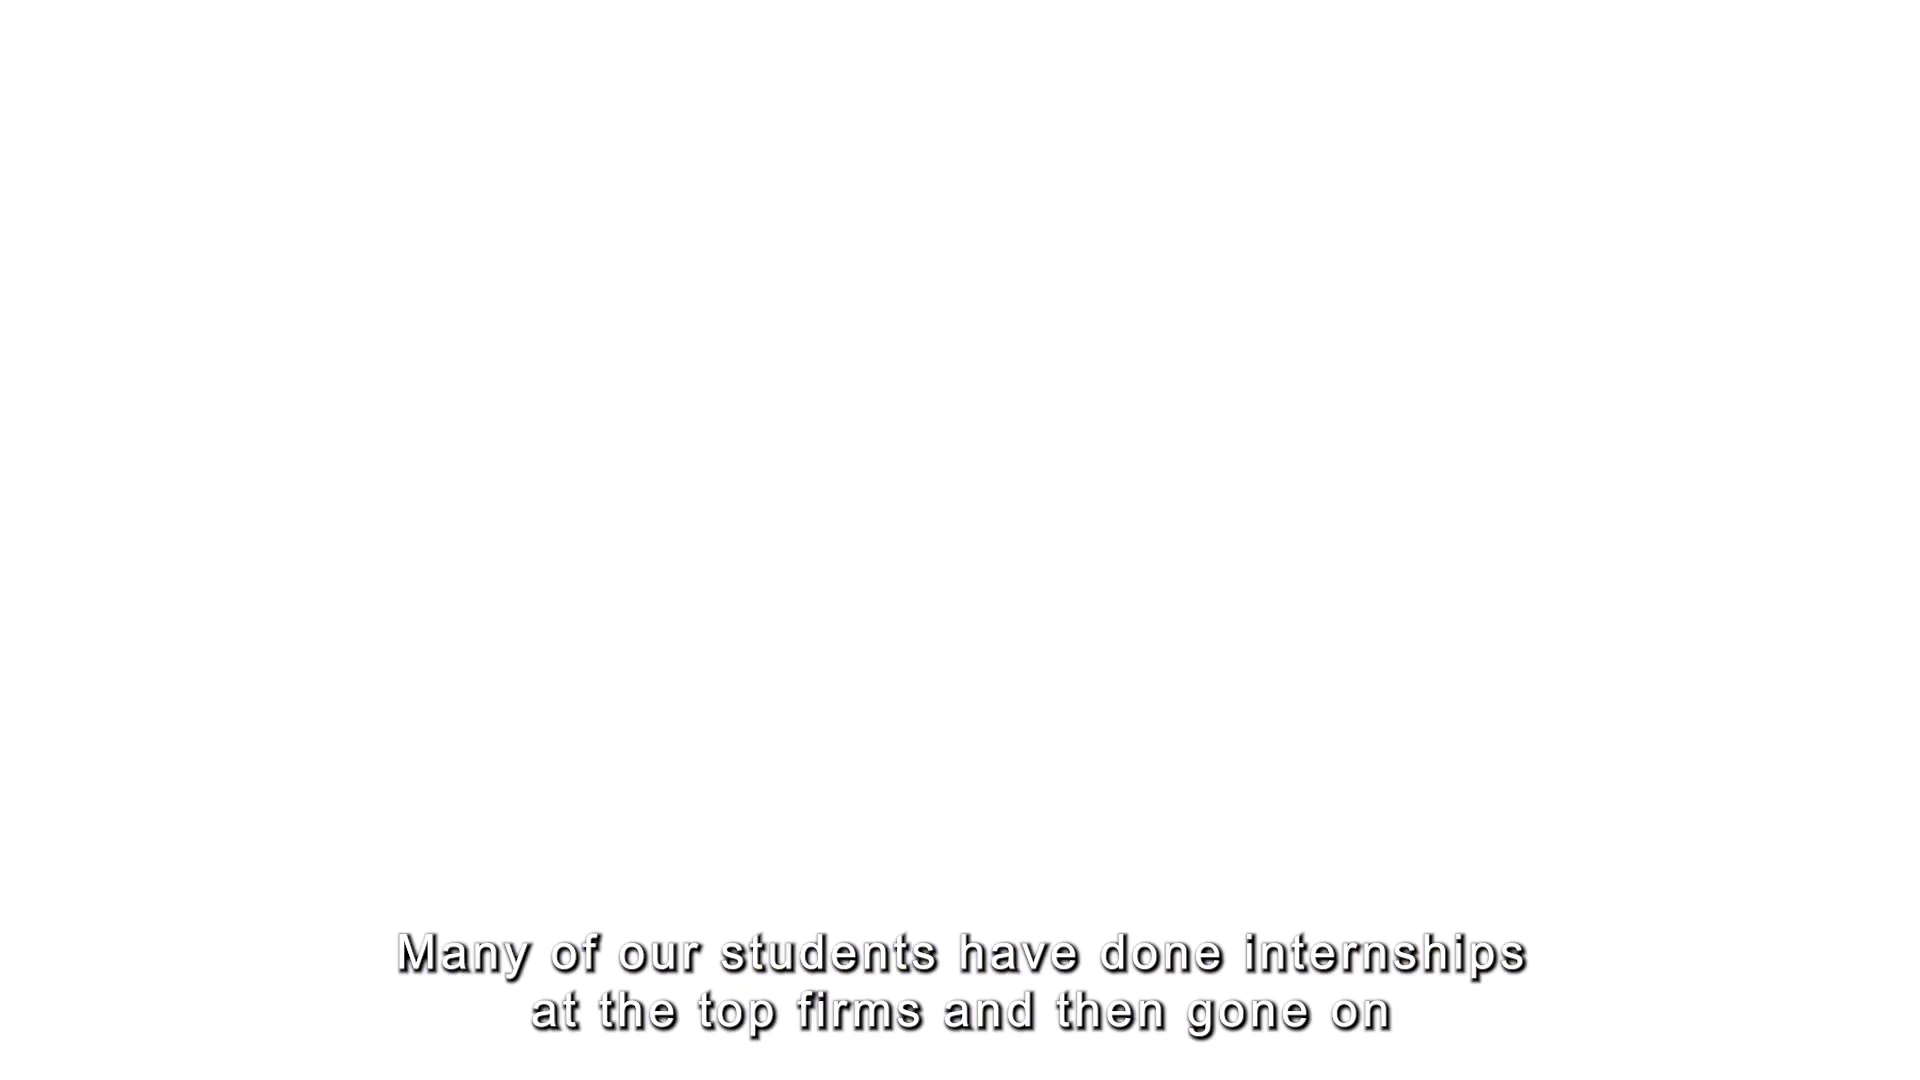 Many of our students have done internships
at the top firms and then gone on